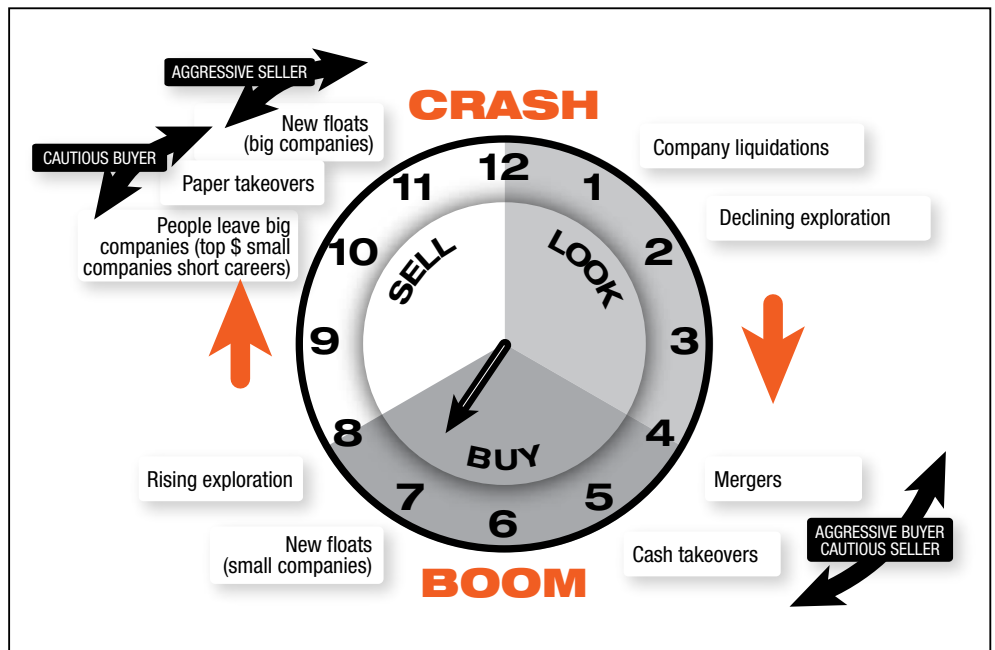 AGGRESSIVE SELLER
CRASH
New floats
(big companies)
CAUTIOUS BUYER
Paper takeovers
People leave big
companies (top $ small
companies short careers)
Company liquidations
Declining exploration
12
1
2
3
4
5
6
7
8
9
10
11
SELL
LOOK
BUY
Rising exploration
New floats
(small companies)
Mergers
AGGRESSIVE BUYER
CAUTIOUS SELLER
Cash takeovers
BOOM